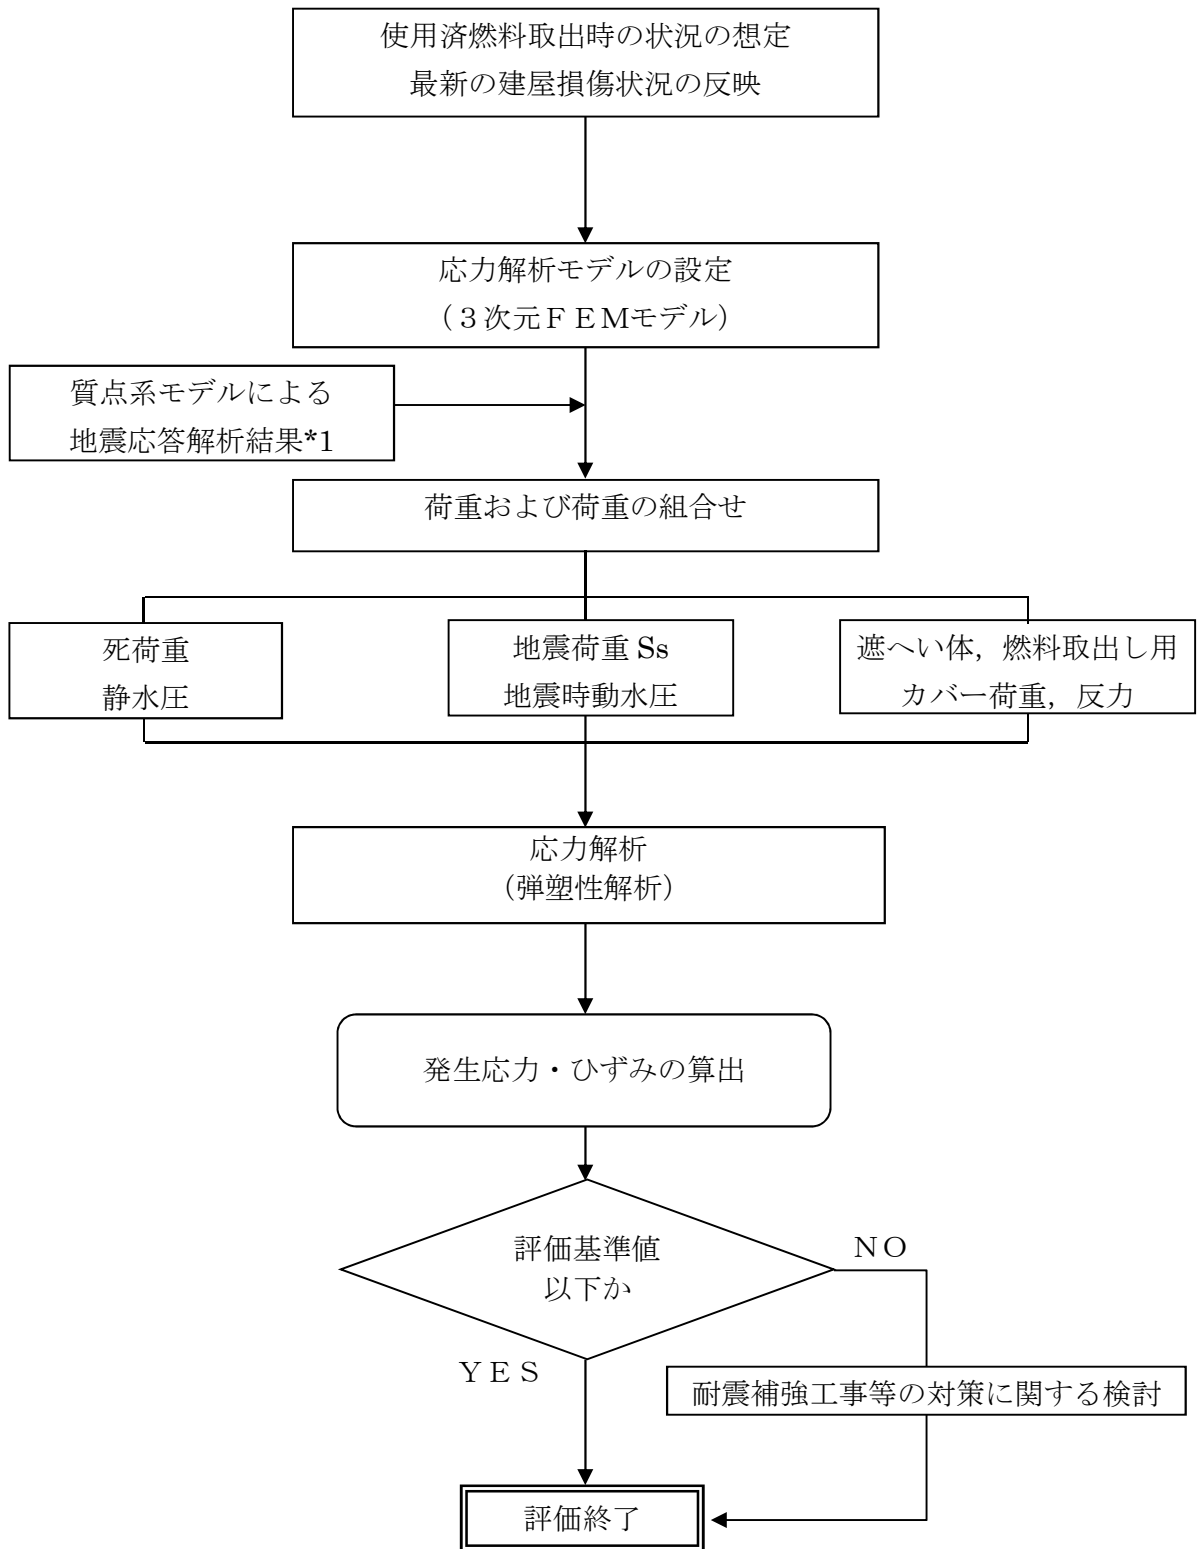 使用済燃料取出時の状況の想定
最新の建屋損傷状況の反映
応力解析モデルの設定
（３次元ＦＥＭモデル）
質点系モデルによる
地震応答解析結果*1
荷重および荷重の組合せ
死荷重
静水圧
地震荷重 Ss
地震時動水圧
遮へい体，燃料取出し用
カバー荷重，反力
応力解析
（弾塑性解析）
発生応力・ひずみの算出
評価基準値
以下か
ＮＯ
ＹＥＳ
耐震補強工事等の対策に関する検討
評価終了